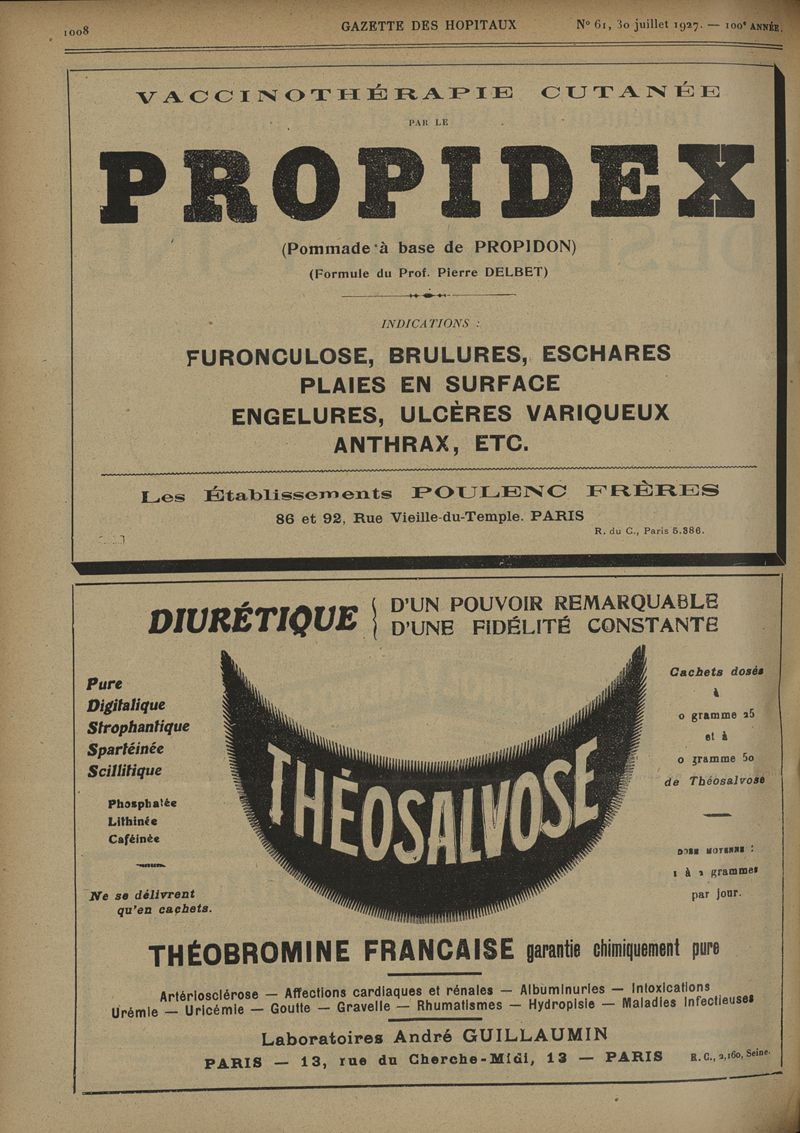 1008 GAZETTE DES HOPITAUX N° 61, 30 juillet 1927. — 100e ANNÉE.
VACCINOTHÉRAPIE CUTANÉE
PAR LE
PROPIDEX
(Pommade à base de PROPIDON)
(Formule du Prof. Pierre DELBET)
INDICATIONS :
FURONCULOSE, BRULURES, ESCHARES
PLAIES EN SURFACE
ENGELURES, ULCÈRES VARIQUEUX
ANTHRAX, ETC.
Les Établissements POULENC FRÈRES
86 et 92, Rue Vieille-du-Temple. PARIS
R. du C., Paris 5.386.
DIURÉTIQUE
D'UN POUVOIR REMARQUABLE
D'UNE FIDÉLITÉ CONSTANTE
Pure
Digitalique
Strophantique
Spartéinée
Scillitique
Phosphatée
Lithinée
Caféinée
Ne se délivrent
qu'en cachets.
THÉOSALVOSE
Cachets dosés
à
0 gramme 25
et à
0 gramme 50
de Théosalvose
DOSE MOYENNE :
1 à 2 grammes
par jour.
THÉOBROMINE FRANCAISE garantie chimiquement pure
Artériosclérose — Affections cardiaques et rénales — Albuminuries — Intoxications
Urémie — Uricémie — Goutte — Gravelle — Rhumatismes — Hydropisie — Maladies Infectieuses
Laboratoires André GUILLAUMIN
PARIS — 13, rue du Cherche-Midi, 13 — PARIS R. C., 2,160, Seine.